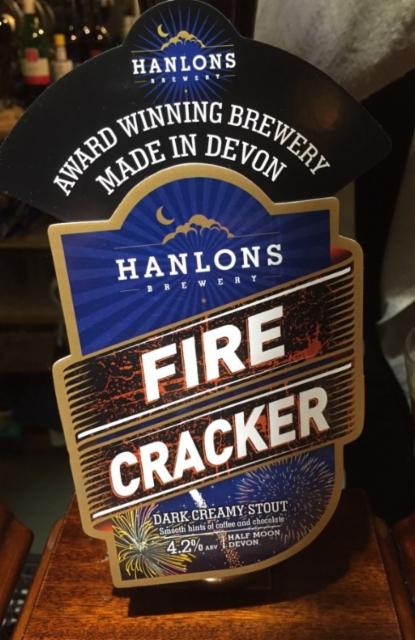 HANLONS
BREWERY
AWARD WINNING BREWERY
MADE IN DEVON
HANLONS
BREWERY
FIRE
CRACKER
DARK CREAMY STOUT
Smooth hints of coffee and chocolate
4.2% ABV
HALF MOON
DEVON